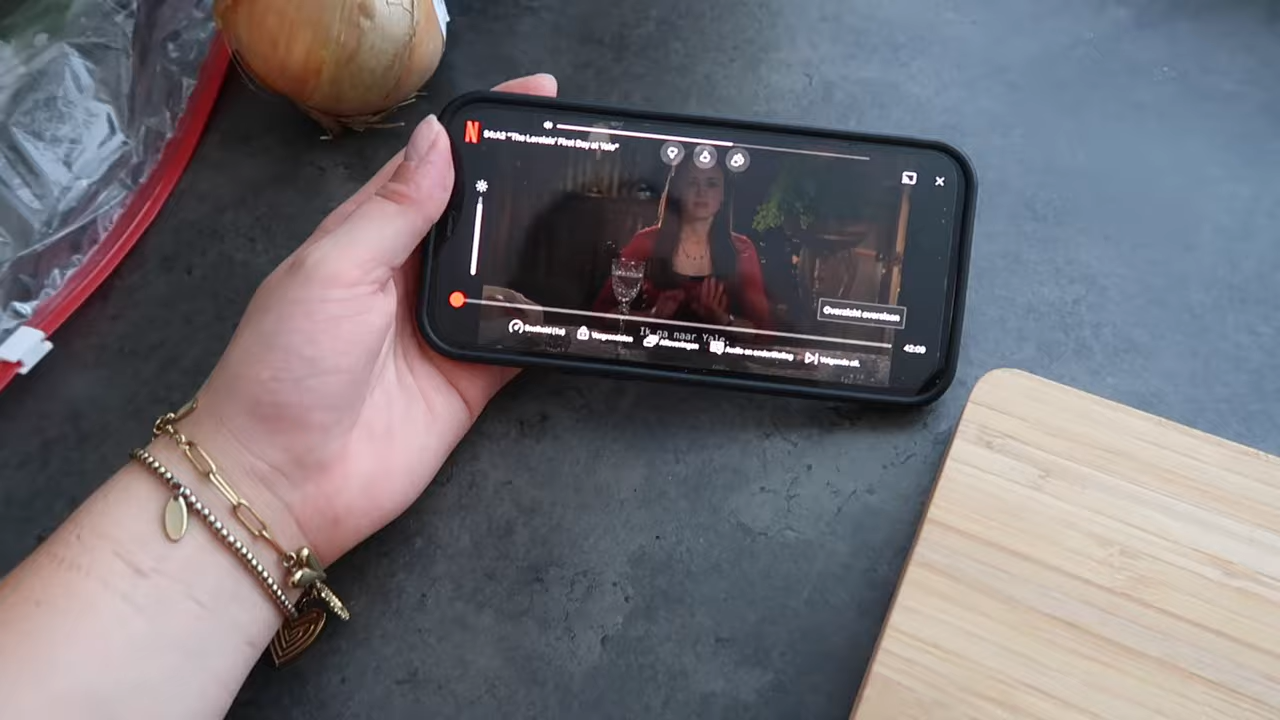 N
S4:A2 "The Lorelais' First Day at Yale"
Overzicht overslaan
Ik ga naar Yale.
Snelheid (1x) Vergrendelen Afleveringen Audio en ondertiteling Volgende afl.
42:09